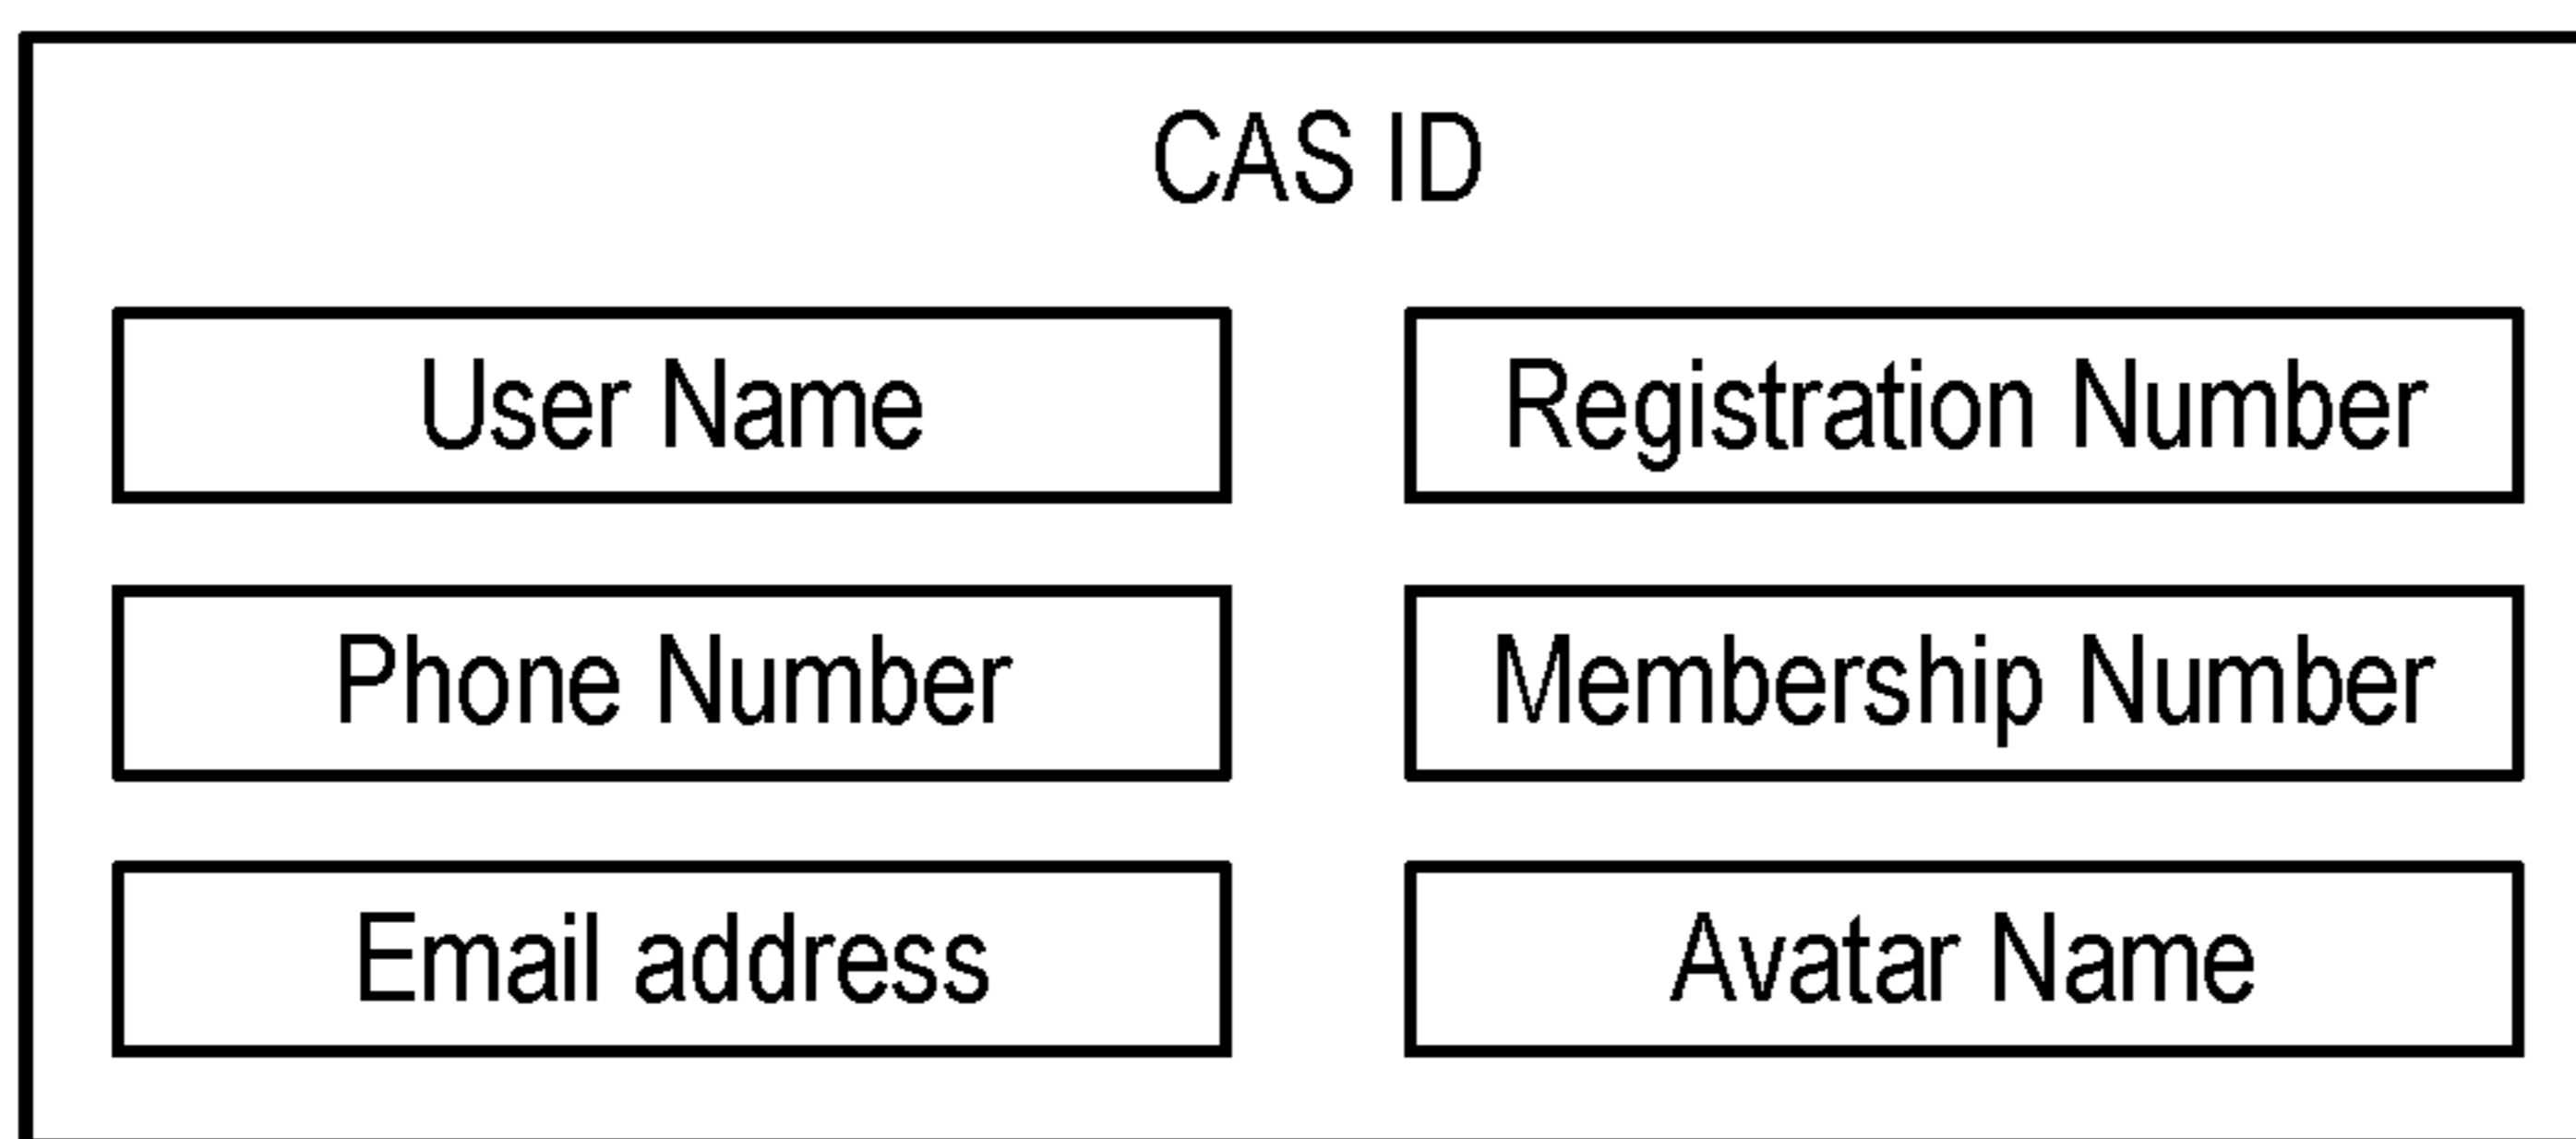 CAS ID
User Name
Registration Number
Phone Number
Membership Number
Email address
Avatar Name